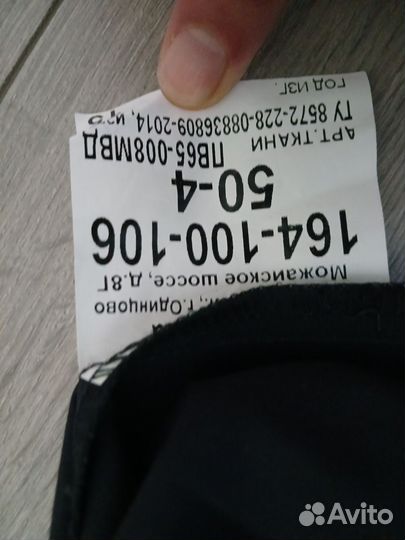 г.Одинцово
Можайское шоссе, д.8Г
164-100-106
50-4
ПВ65-008МВД
АРТ.ТКАНИ
ТУ 8572-228-08836809-2014,
ГОД ИЗГ.
Avito